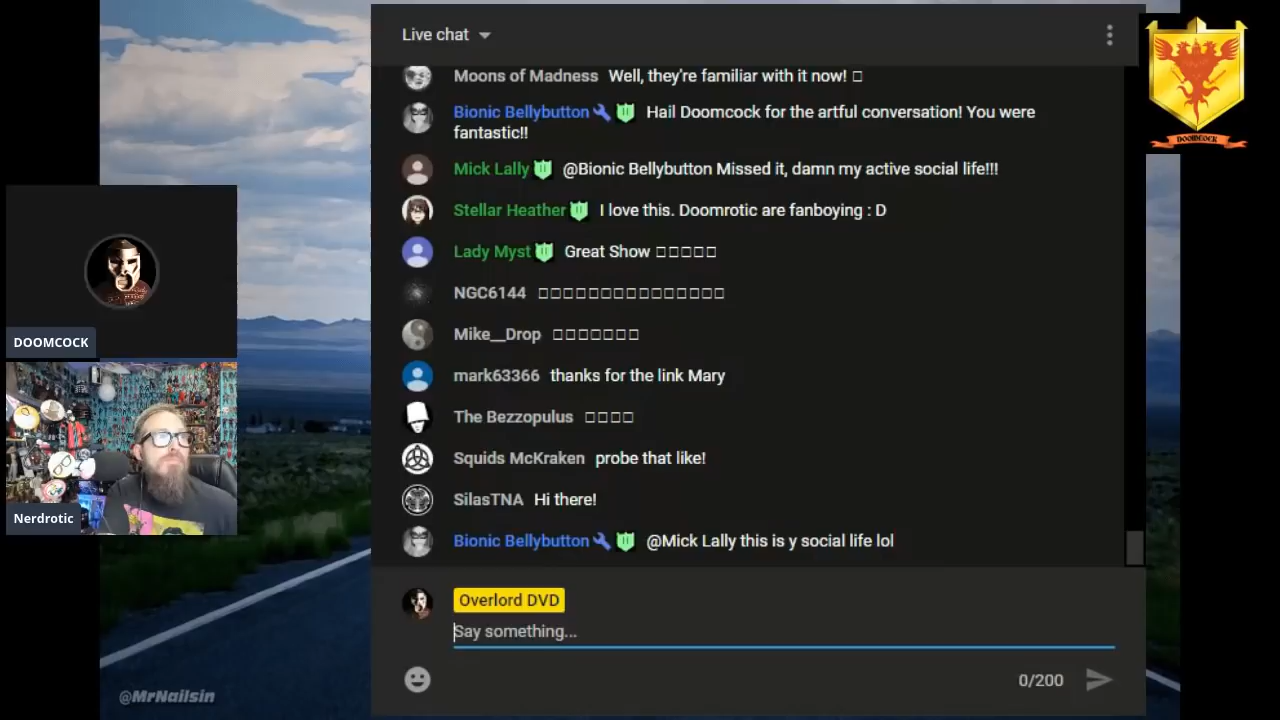 Live chat
Moons of Madness Well, they're familiar with it now! □
Bionic Bellybutton Hail Doomcock for the artful conversation! You were
fantastic!!
Mick Lally @Bionic Bellybutton Missed it, damn my active social life!!!
Stellar Heather I love this. Doomrotic are fanboying : D
Lady Myst Great Show □□□□□
NGC6144 □□□□□□□□□□□□□□□
Mike__Drop □□□□□□□
mark63366 thanks for the link Mary
The Bezzopulus □□□□
Squids McKraken probe that like!
SilasTNA Hi there!
Bionic Bellybutton @Mick Lally this is y social life lol
Overlord DVD
Say something...
0/200
DOOMCOCK
Nerdrotic
DOOMCOCK
@MrNailsin